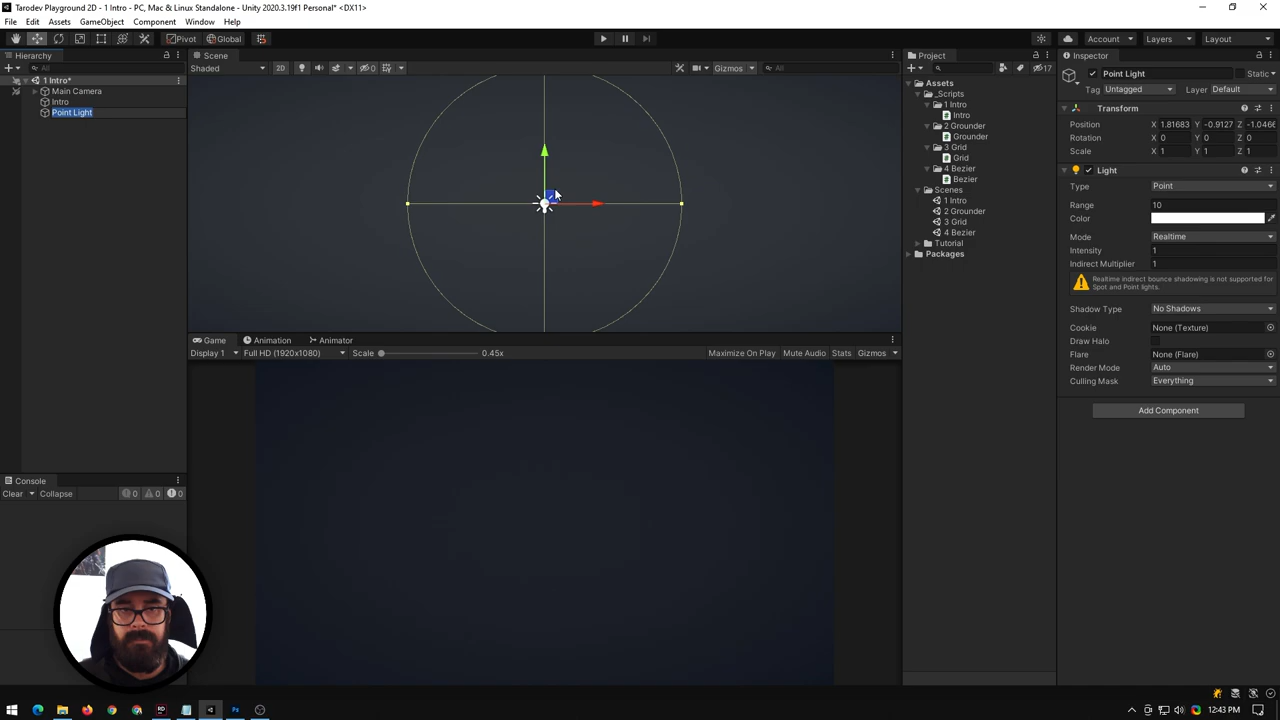 Tarodev Playground 2D - 1 Intro - PC, Mac & Linux Standalone - Unity 2020.3.19f1 Personal* <DX11>
File Edit Assets GameObject Component Window Help
Pivot Global Account Layers Layout
Hierarchy
All
1 Intro*
Main Camera
Intro
Point Light
Scene
Shaded 2D 0 Gizmos All
Project
17
Assets
_Scripts
1 Intro
Intro
2 Grounder
Grounder
3 Grid
Grid
4 Bezier
Bezier
Scenes
1 Intro
2 Grounder
3 Grid
4 Bezier
Tutorial
Packages
Inspector
Point Light Static
Tag Untagged Layer Default
Transform
Position X 1.81683 Y -0.9127 Z -1.0466
Rotation X 0 Y 0 Z 0
Scale X 1 Y 1 Z 1
Light
Type Point
Range 10
Color
Mode Realtime
Intensity 1
Indirect Multiplier 1
Realtime indirect bounce shadowing is not supported for
Spot and Point lights.
Shadow Type No Shadows
Cookie None (Texture)
Draw Halo
Flare None (Flare)
Render Mode Auto
Culling Mask Everything
Add Component
Game Animation Animator
Display 1 Full HD (1920x1080) Scale 0.45x Maximize On Play Mute Audio Stats Gizmos
Console
Clear Collapse 0 0 0
12:43 PM